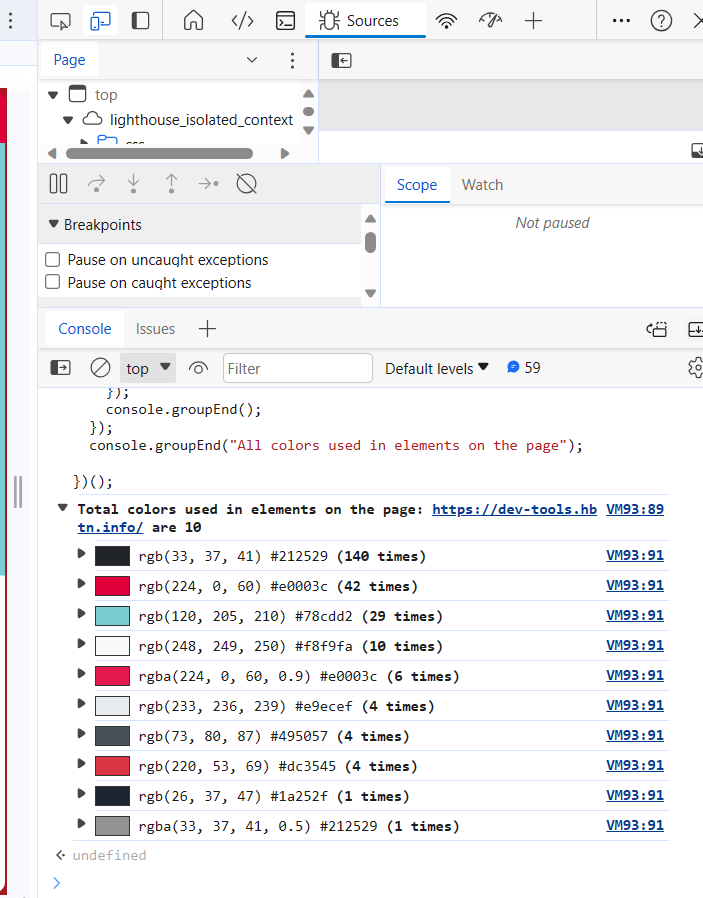 Sources
Page
top
lighthouse_isolated_context
Scope
Watch
Breakpoints
Not paused
Pause on uncaught exceptions
Pause on caught exceptions
Console
Issues
top
Filter
Default levels
59
});
console.groupEnd();
});
console.groupEnd("All colors used in elements on the page");
})();
Total colors used in elements on the page: https://dev-tools.hb VM93:89
tn.info/ are 10
rgb(33, 37, 41) #212529 (140 times) VM93:91
rgb(224, 0, 60) #e0003c (42 times) VM93:91
rgb(120, 205, 210) #78cdd2 (29 times) VM93:91
rgb(248, 249, 250) #f8f9fa (10 times) VM93:91
rgba(224, 0, 60, 0.9) #e0003c (6 times) VM93:91
rgb(233, 236, 239) #e9ecef (4 times) VM93:91
rgb(73, 80, 87) #495057 (4 times) VM93:91
rgb(220, 53, 69) #dc3545 (4 times) VM93:91
rgb(26, 37, 47) #1a252f (1 times) VM93:91
rgba(33, 37, 41, 0.5) #212529 (1 times) VM93:91
undefined